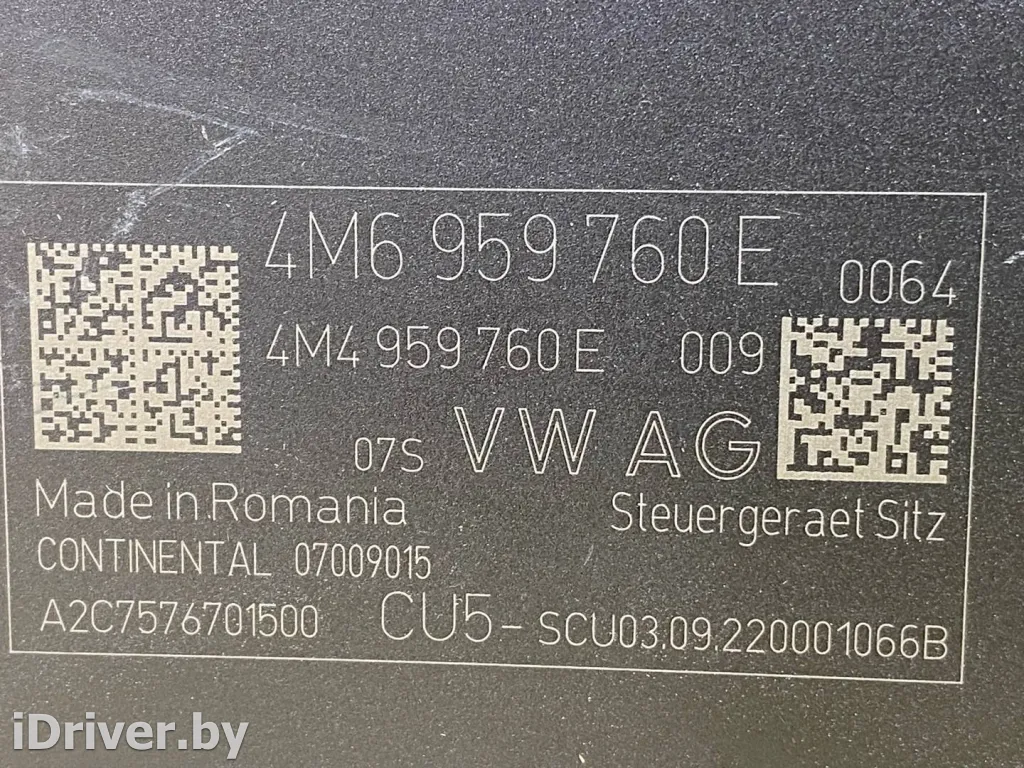 4M6 959 760 E 0064
4M4 959 760 E 009
07S VW AG
Made in Romania Steuergeraet Sitz
CONTINENTAL 07009015
A2C7576701500 CU5- SCU03.09.220001066B
iDriver.by